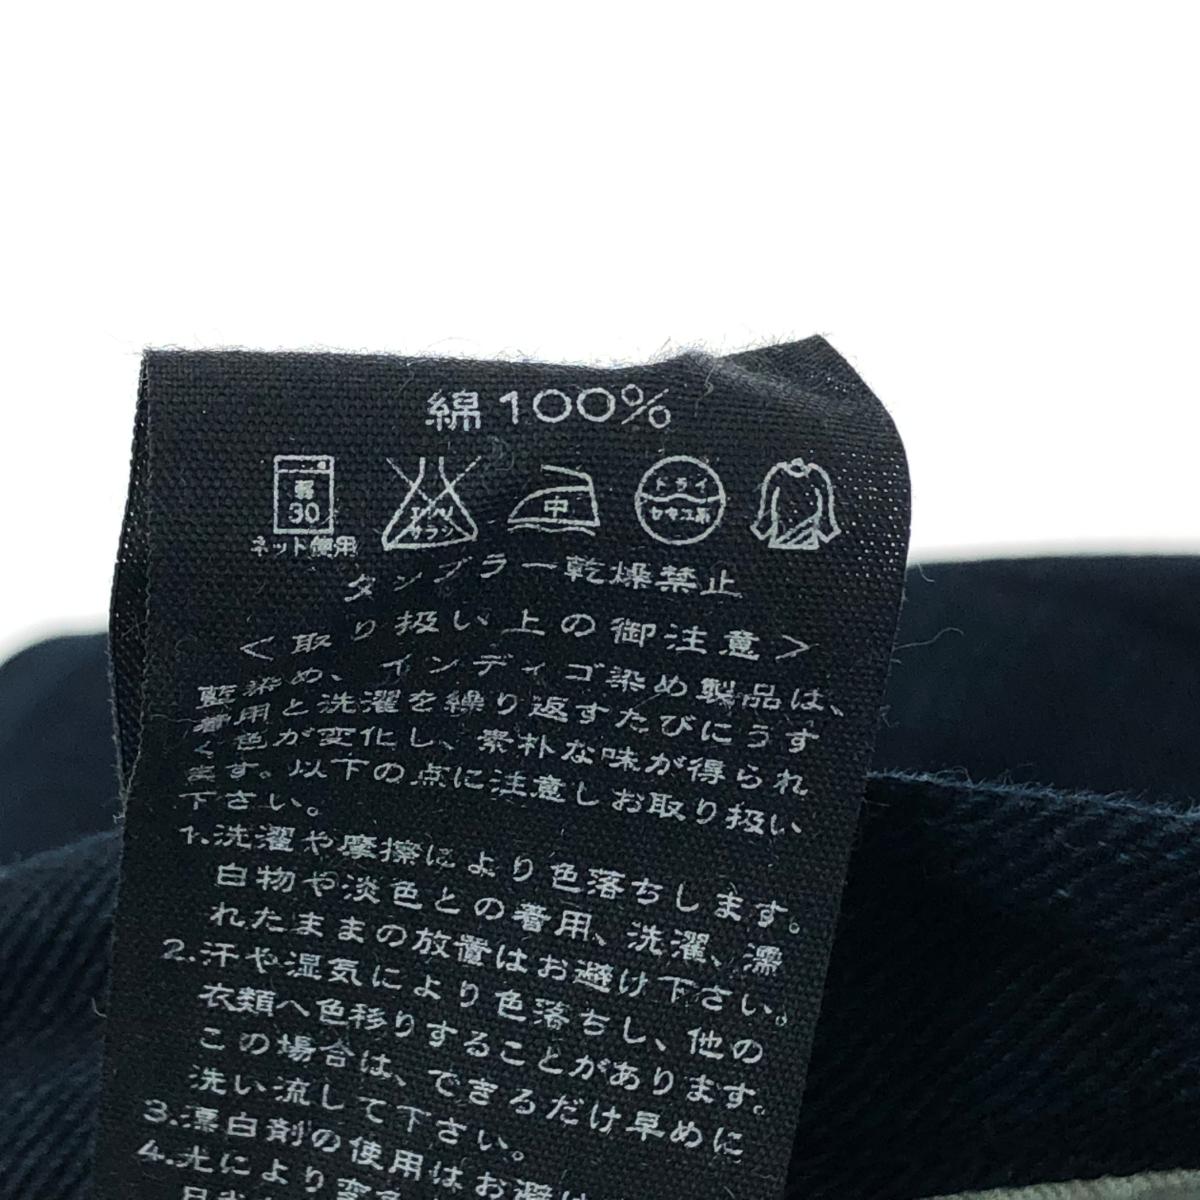 綿100%
軽
30
ネット使用
エンソ
サラシ
中
ドライ
セキユ系
タンブラー乾燥禁止
<取り扱い上の御注意>
藍染め、インディゴ染め製品は、
着用と洗濯を繰り返すたびにうす
く色が変化し、素朴な味が得られ
ます。以下の点に注意しお取り扱い
下さい。
1.洗濯や摩擦により色落ちします。
白物や淡色との着用、洗濯、濡
れたままの放置はお避け下さい。
2.汗や湿気により色落ちし、他の
衣類へ色移りすることがあります。
この場合は、できるだけ早めに
洗い流して下さい。
3.漂白剤の使用はお避け
4.光により変色